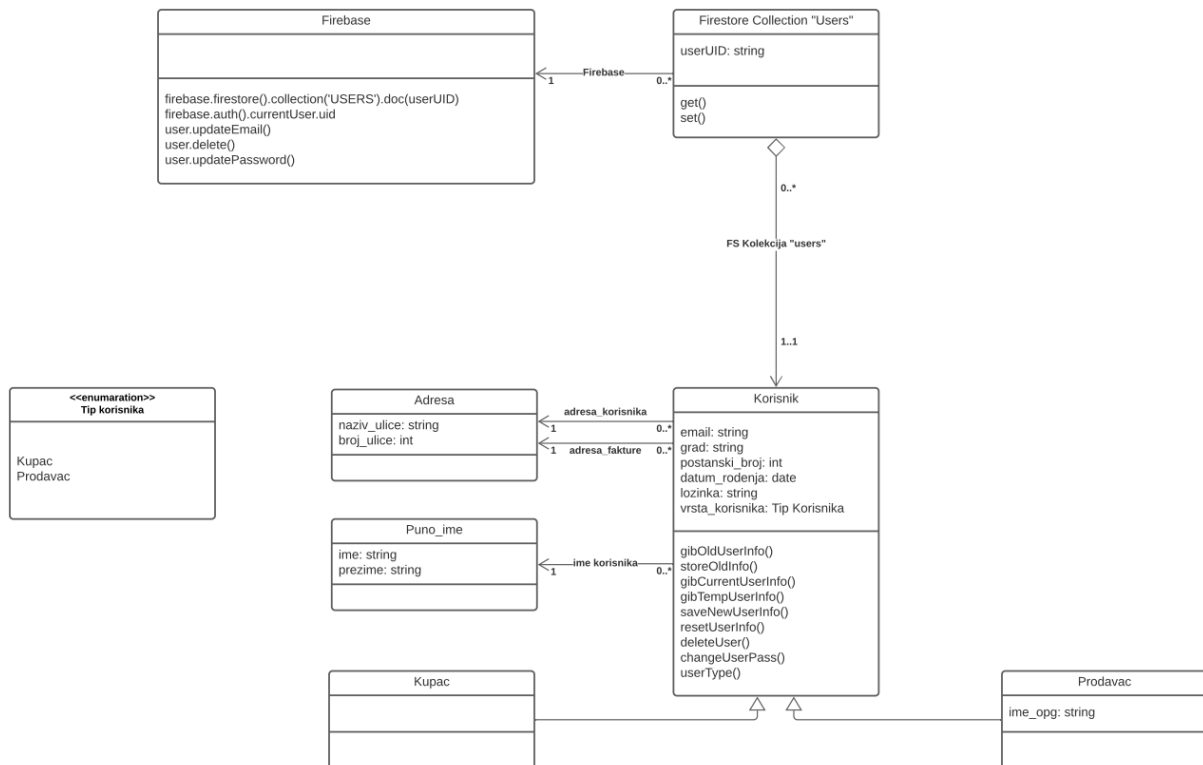 Firebase
firebase.firestore().collection('USERS').doc(userUID)
firebase.auth().currentUser.uid
user.updateEmail()
user.delete()
user.updatePassword()
1
Firebase
0..*
Firestore Collection "Users"
userUID: string
get()
set()
0..*
FS Kolekcija "users"
1..1
<<enumaration>>
Tip korisnika
Kupac
Prodavac
Adresa
naziv_ulice: string
broj_ulice: int
adresa_korisnika
1
0..*
1
adresa_fakture
0..*
Puno_ime
ime: string
prezime: string
1
ime korisnika
0..*
Korisnik
email: string
grad: string
postanski_broj: int
datum_rodenja: date
lozinka: string
vrsta_korisnika: Tip Korisnika
gibOldUserInfo()
storeOldInfo()
gibCurrentUserInfo()
gibTempUserInfo()
saveNewUserInfo()
resetUserInfo()
deleteUser()
changeUserPass()
userType()
Kupac
Prodavac
ime_opg: string